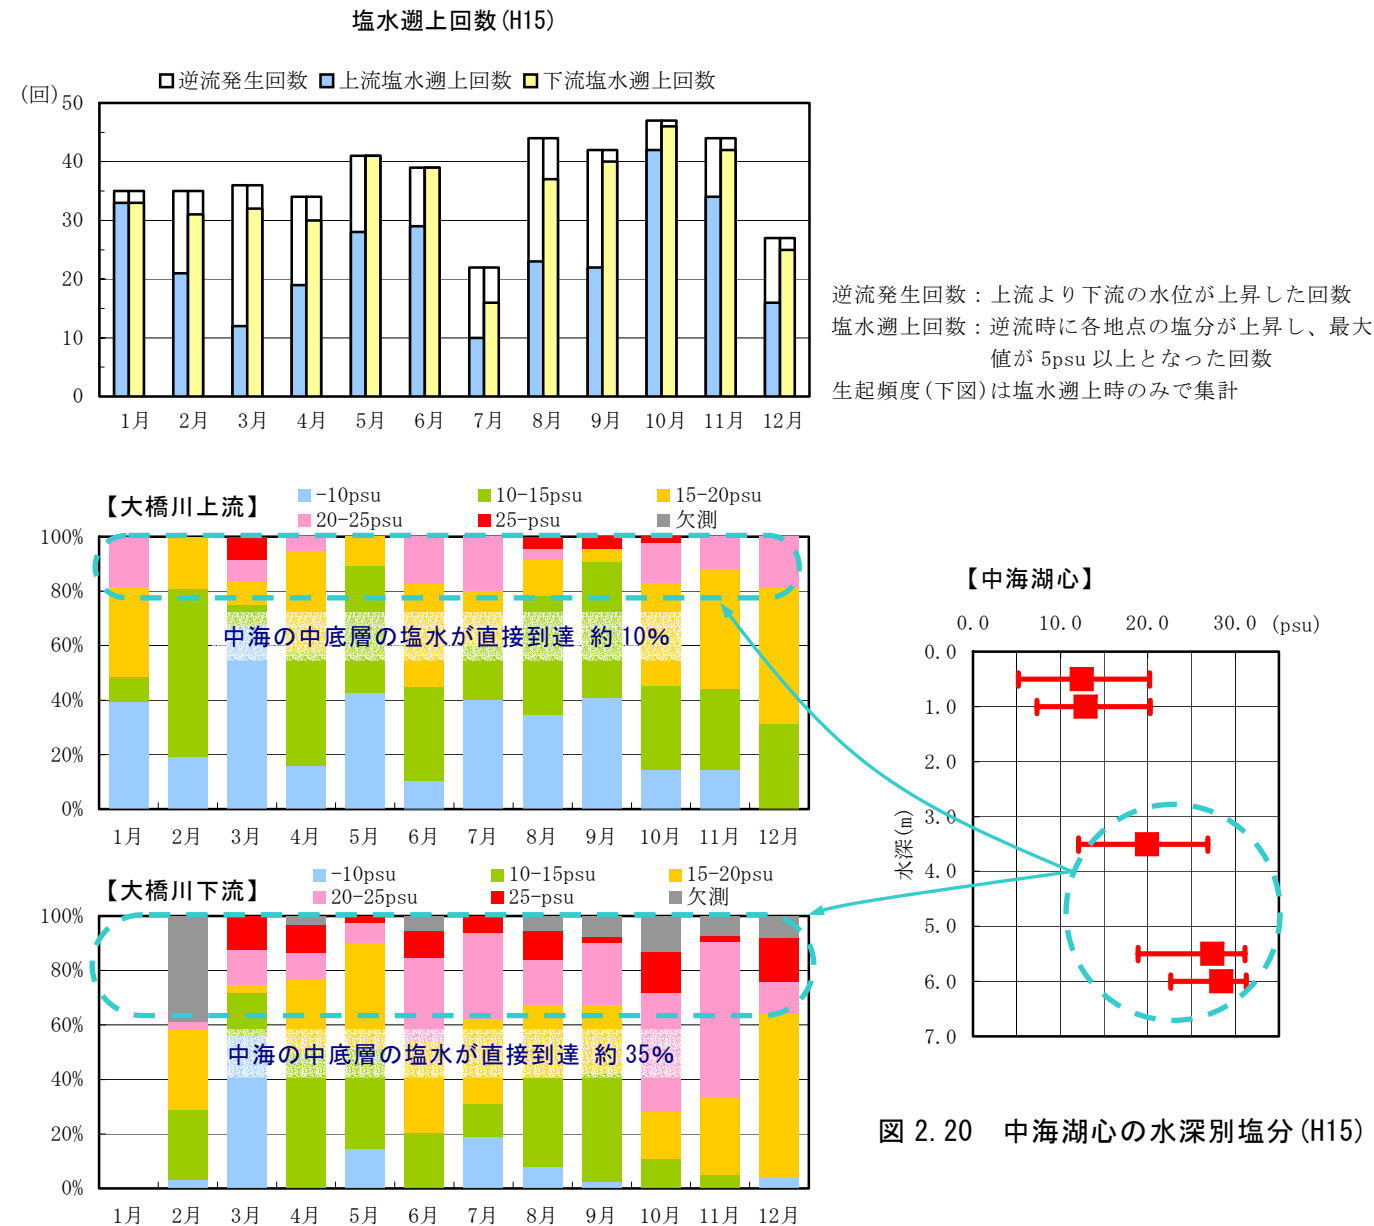 塩水遡上回数(H15)
逆流発生回数 上流塩水遡上回数 下流塩水遡上回数
(回)
50
40
30
20
10
0
1月 2月 3月 4月 5月 6月 7月 8月 9月 10月 11月 12月
逆流発生回数：上流より下流の水位が上昇した回数
塩水遡上回数：逆流時に各地点の塩分が上昇し、最大
値が 5psu 以上となった回数
生起頻度(下図)は塩水遡上時のみで集計
【大橋川上流】
-10psu 10-15psu 15-20psu
20-25psu 25-psu 欠測
100%
80%
60%
40%
20%
0%
中海の中底層の塩水が直接到達 約10%
1月 2月 3月 4月 5月 6月 7月 8月 9月 10月 11月 12月
【大橋川下流】
-10psu 10-15psu 15-20psu
20-25psu 25-psu 欠測
100%
80%
60%
40%
20%
0%
中海の中底層の塩水が直接到達 約35%
1月 2月 3月 4月 5月 6月 7月 8月 9月 10月 11月 12月
【中海湖心】
0.0 10.0 20.0 30.0 (psu)
0.0
1.0
2.0
3.0
4.0
5.0
6.0
7.0
水深(m)
図 2.20 中海湖心の水深別塩分(H15)